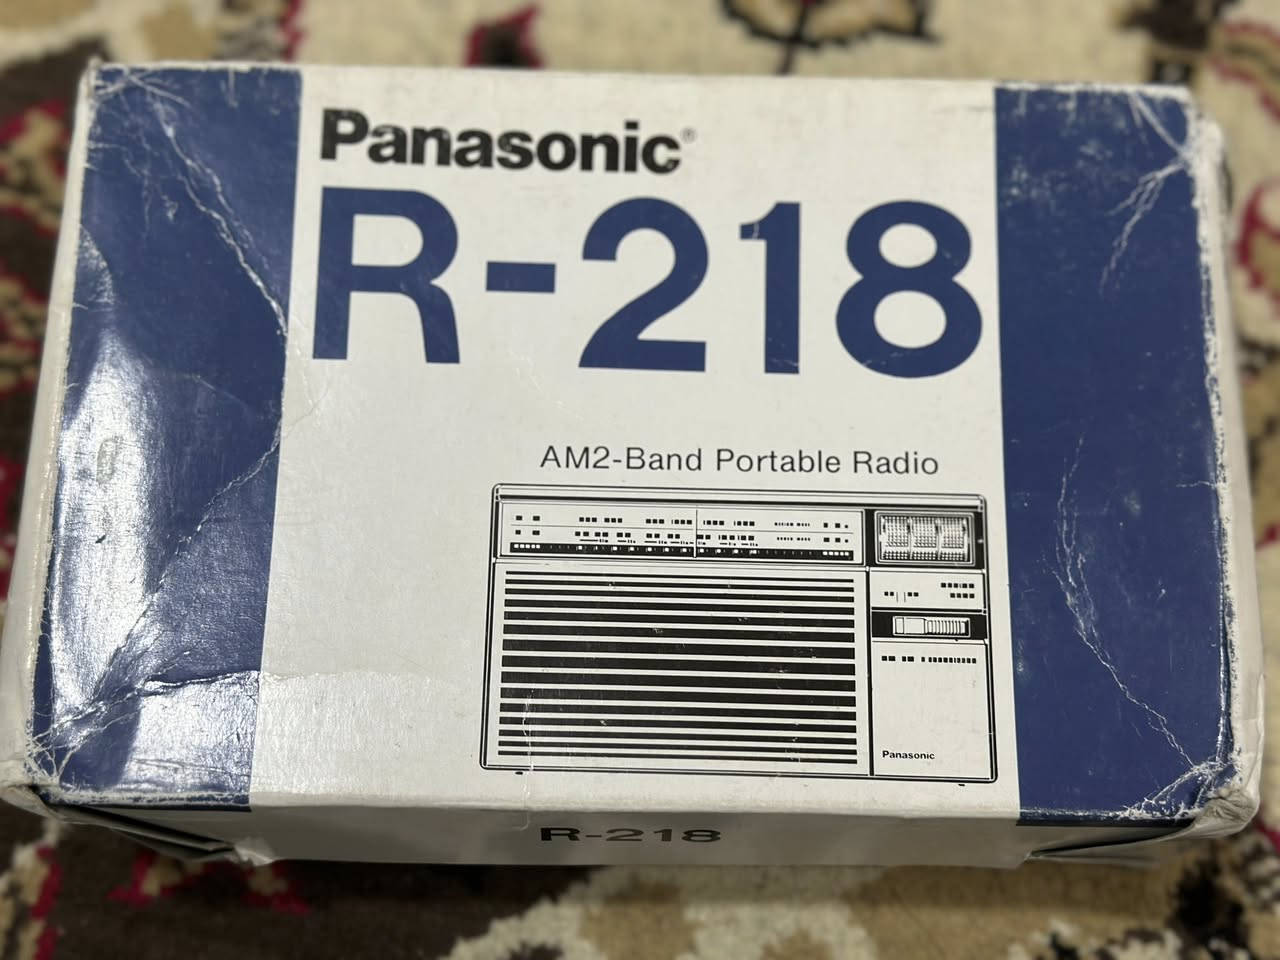 Panasonic®
R-218
AM2-Band Portable Radio
Panasonic
R-218